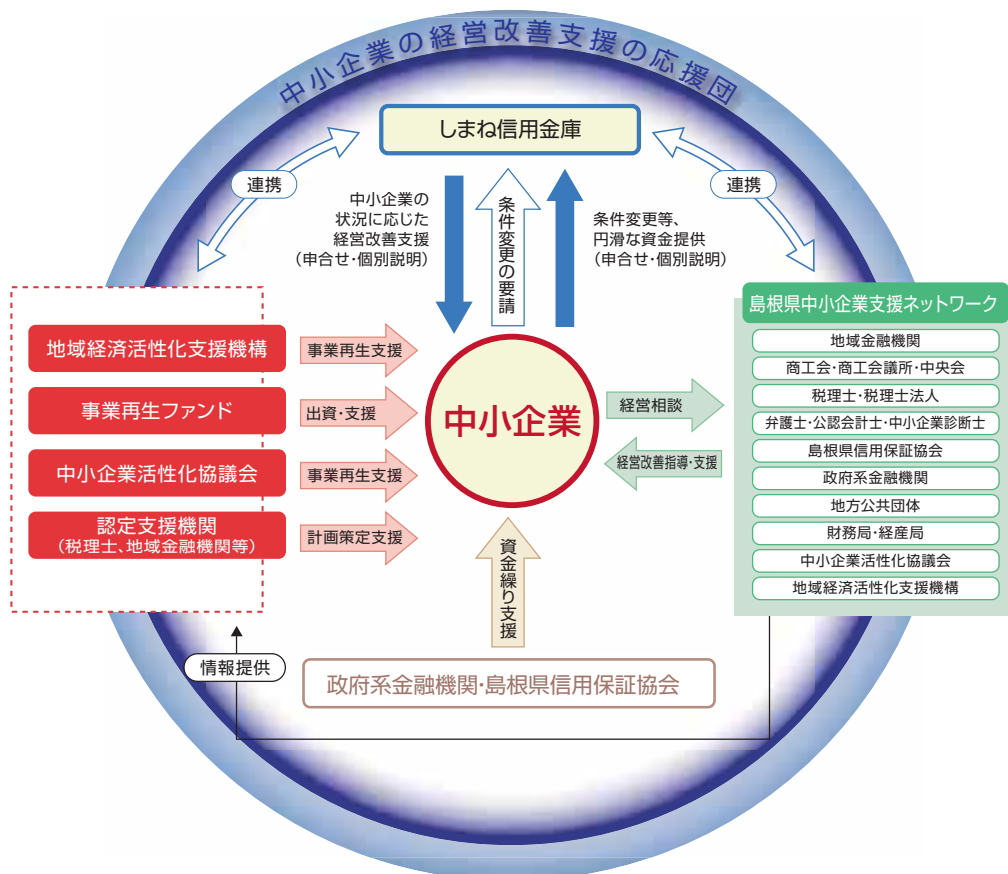 中小企業の経営改善支援の応援団
しまね信用金庫
連携
連携
中小企業の
状況に応じた
経営改善支援
(申合せ・個別説明)
条件変更の要請
条件変更等、
円滑な資金提供
(申合せ・個別説明)
地域経済活性化支援機構
事業再生ファンド
中小企業活性化協議会
認定支援機関
(税理士、地域金融機関等)
事業再生支援
出資・支援
事業再生支援
計画策定支援
中小企業
経営相談
経営改善指導・支援
島根県中小企業支援ネットワーク
地域金融機関
商工会・商工会議所・中央会
税理士・税理士法人
弁護士・公認会計士・中小企業診断士
島根県信用保証協会
政府系金融機関
地方公共団体
財務局・経産局
中小企業活性化協議会
地域経済活性化支援機構
資金繰り支援
情報提供
政府系金融機関・島根県信用保証協会